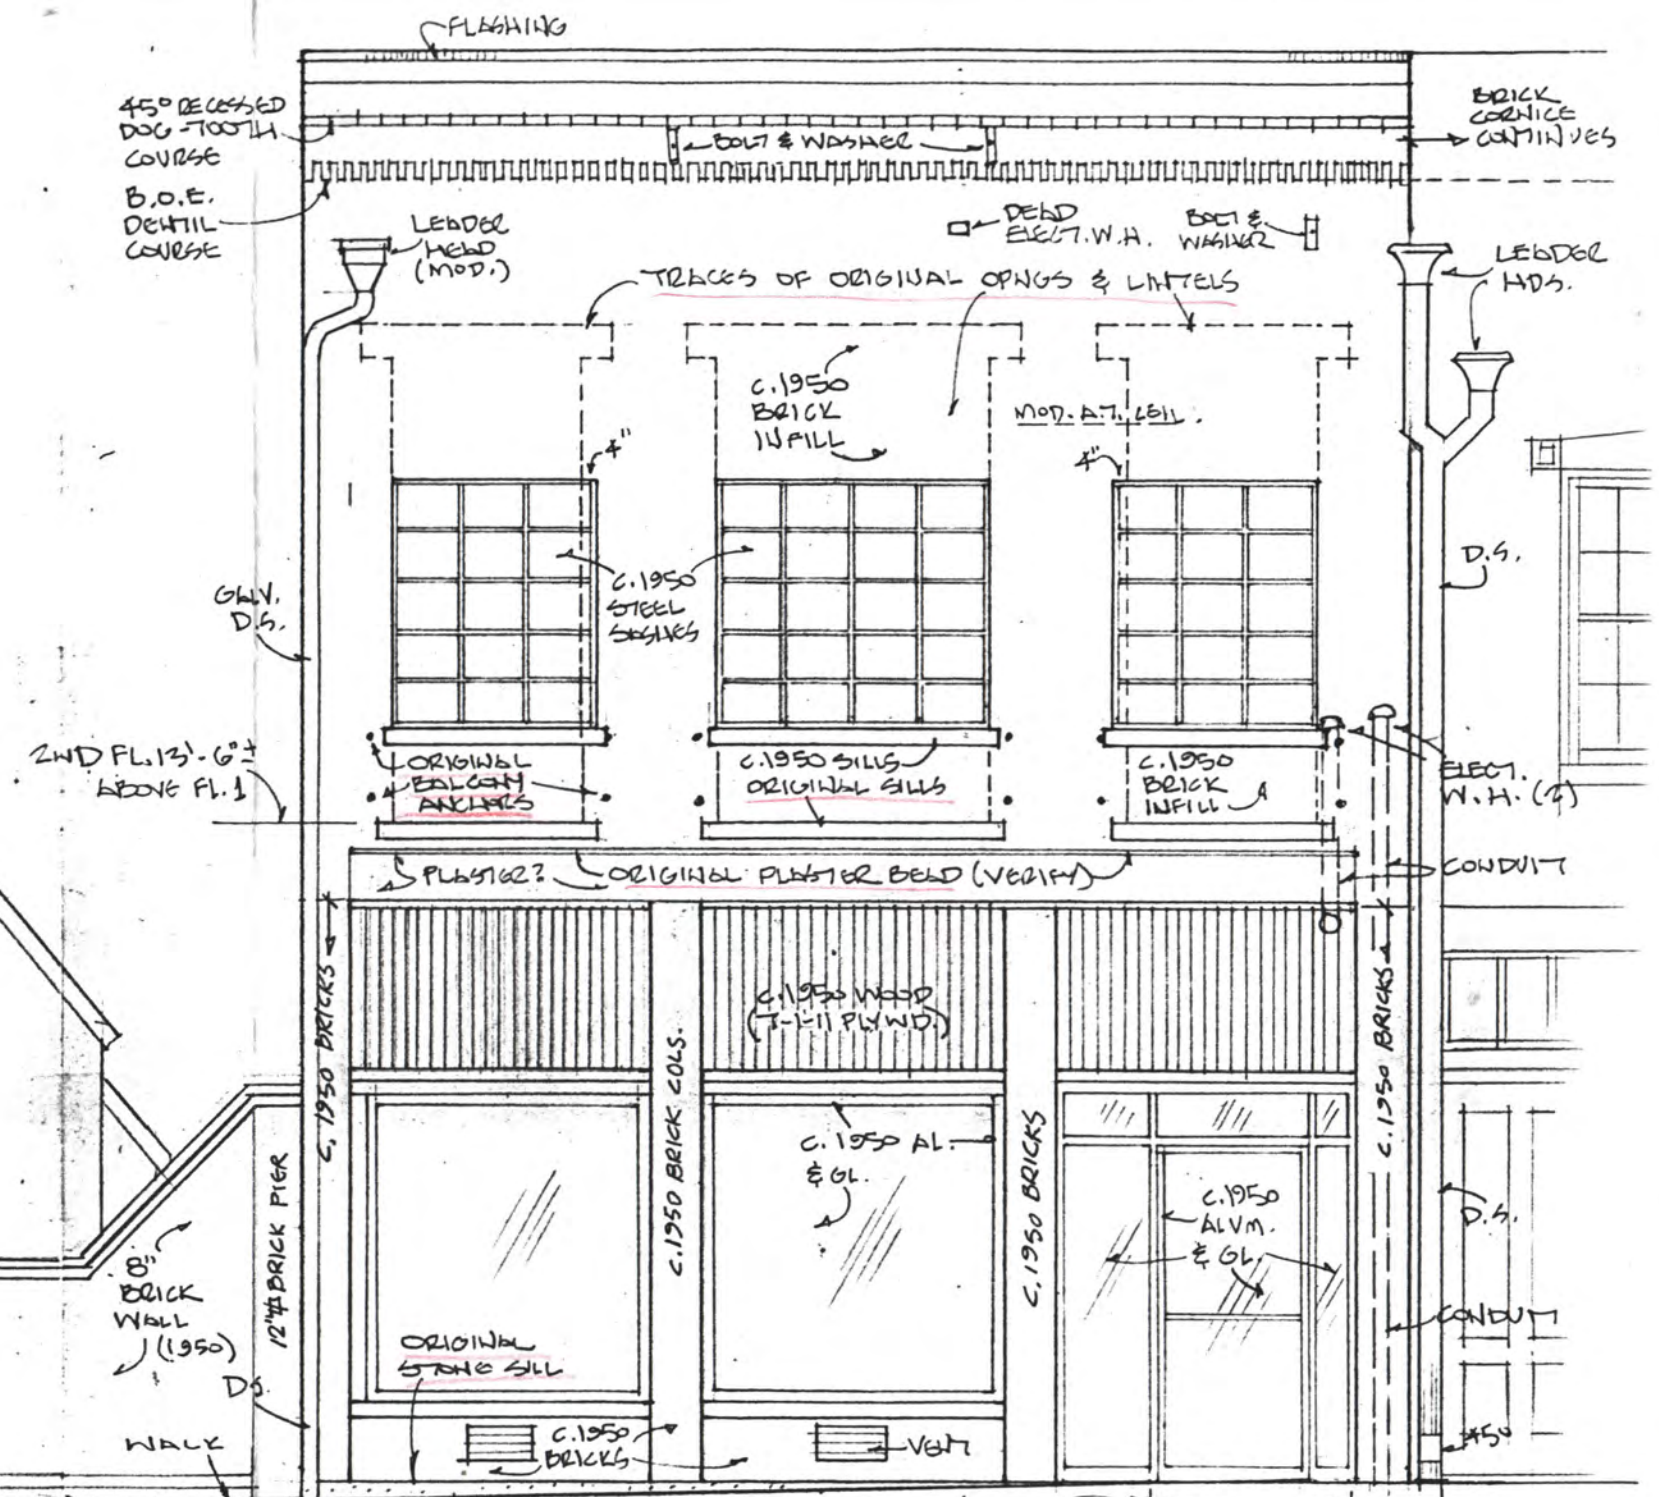 FLASHING
45° RECESSED
DOG-TOOTH
COURSE
BRICK
CORNICE
CONTINUES
BOLT & WASHER
B.O.E.
DENTIL
COURSE
LEADER
HEAD
(MOD.)
DEAD
ELECT. W.H.
BOLT &
WASHER
LEADER
HDS.
TRACES OF ORIGINAL OPNGS & LINTELS
C.1950
BRICK
INFILL
4"
4"
C.1950
STEEL
SASHES
D.S.
GALV.
D.S.
2ND FL. 13'-6"±
ABOVE FL. 1
ORIGINAL
BALCONY
ANCHORS
C.1950 SILLS
ORIGINAL SILLS
C.1950
BRICK
INFILL
ELECT.
W.H. (2)
PLASTER?
ORIGINAL PLASTER BEAD (VERIFY)
CONDUIT
C. 1950 BRICKS
C.1950 WOOD
(T-1-11 PLYWD.)
C.1950 BRICK COLS.
C.1950 BRICKS
C.1950 BRICKS
C. 1950 AL.
& GL.
C.1950
ALUM.
& GL.
D.S.
12" BRICK PIER
8"
BRICK
WALL
(1950)
D.S.
CONDUIT
ORIGINAL
STONE SILL
C.1950
BRICKS
VENT
WALK
45°